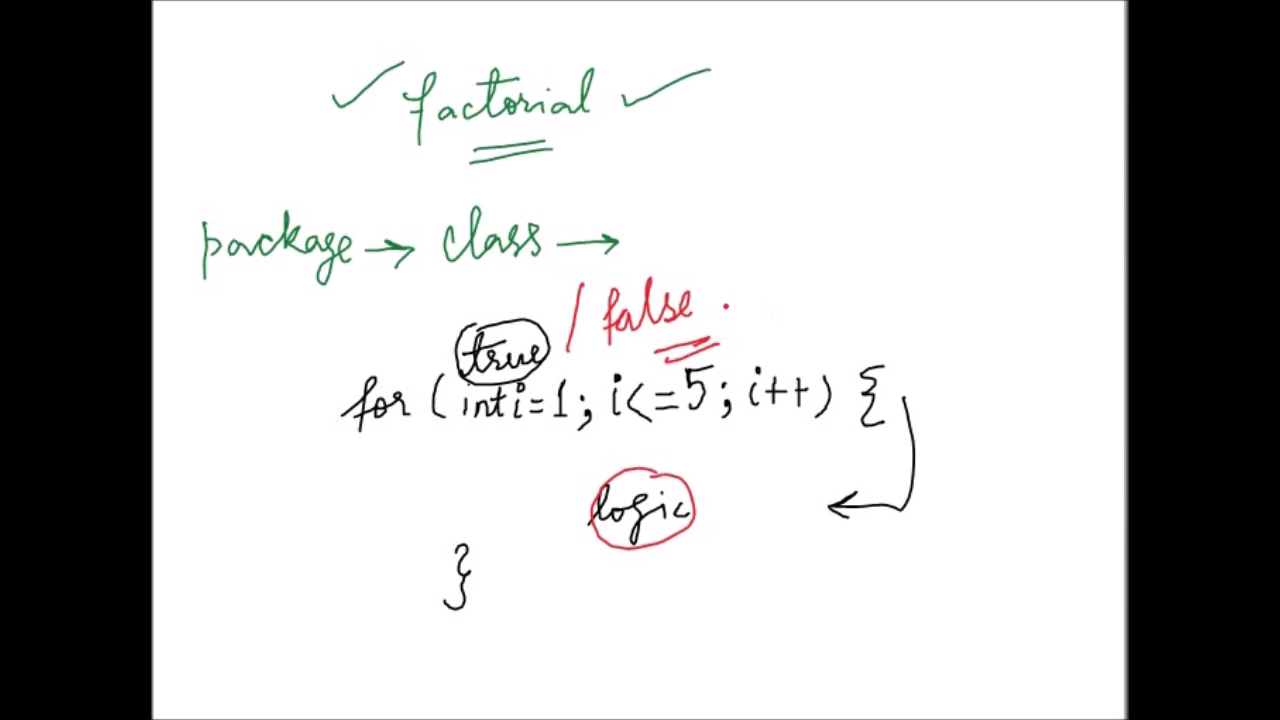 ✓ factorial ✓
package → class →
true / false .
for ( int i=1; i<=5; i++) {
logic
}